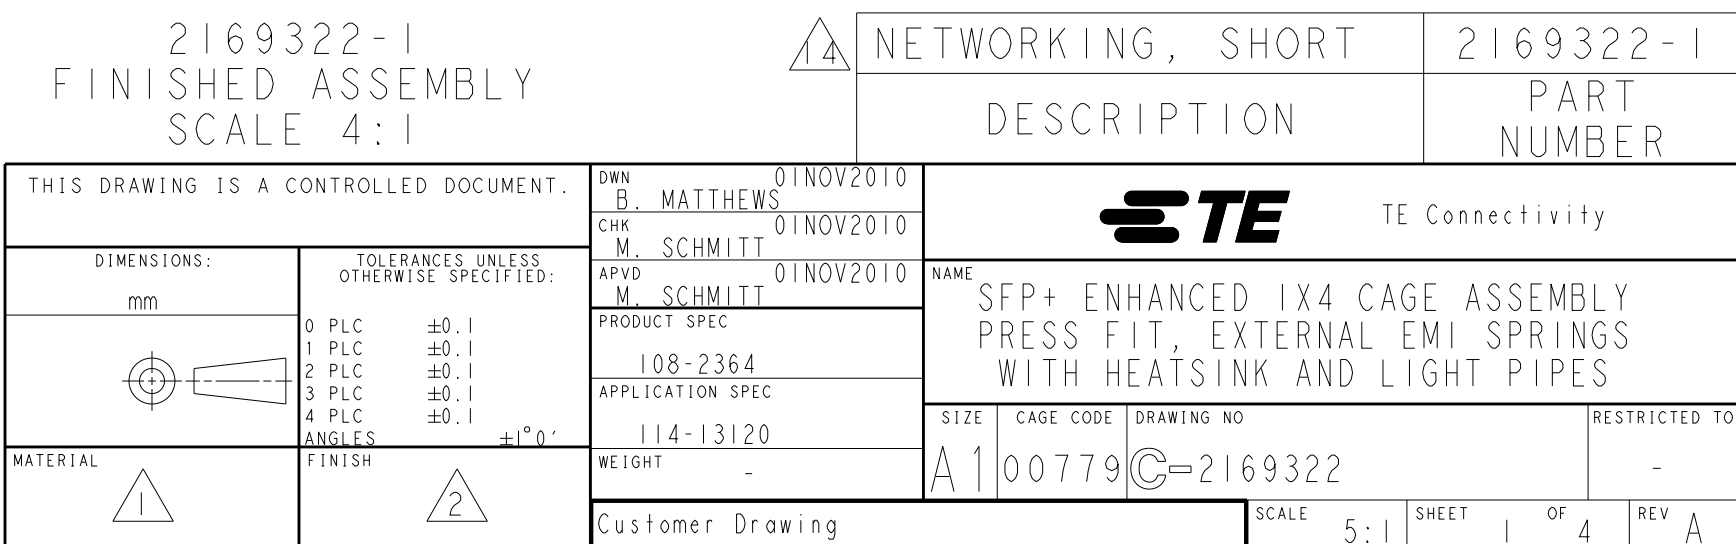 2169322-1
FINISHED ASSEMBLY
SCALE 4:1
14
NETWORKING, SHORT
2169322-1
DESCRIPTION
PART
NUMBER
THIS DRAWING IS A CONTROLLED DOCUMENT.
DIMENSIONS:
mm
TOLERANCES UNLESS
OTHERWISE SPECIFIED:
0 PLC ±0.1
1 PLC ±0.1
2 PLC ±0.1
3 PLC ±0.1
4 PLC ±0.1
ANGLES ±1°0′
MATERIAL
1
FINISH
2
DWN 01NOV2010
B. MATTHEWS
CHK 01NOV2010
M. SCHMITT
APVD 01NOV2010
M. SCHMITT
PRODUCT SPEC
108-2364
APPLICATION SPEC
114-13120
WEIGHT
-
Customer Drawing
TE
TE Connectivity
NAME
SFP+ ENHANCED 1X4 CAGE ASSEMBLY
PRESS FIT, EXTERNAL EMI SPRINGS
WITH HEATSINK AND LIGHT PIPES
SIZE
A1
CAGE CODE
00779
DRAWING NO
C-2169322
RESTRICTED TO
-
SCALE 5:1
SHEET 1 OF 4
REV A